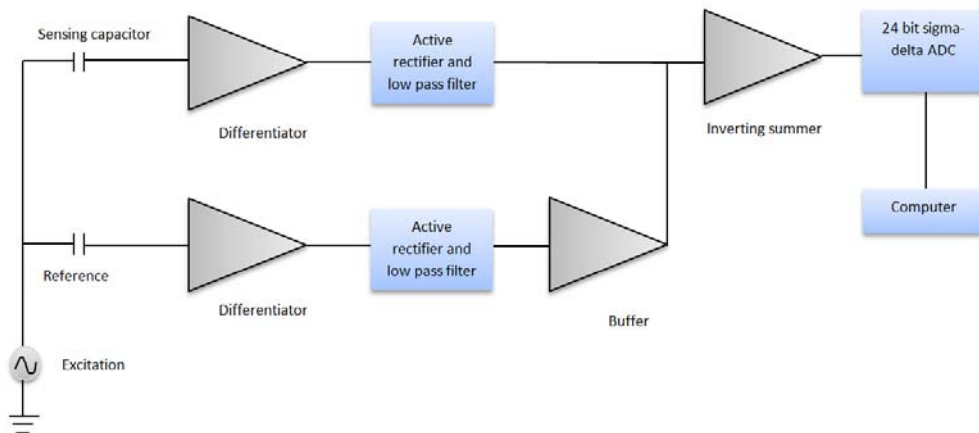 Sensing capacitor
Differentiator
Active
rectifier and
low pass filter
Inverting summer
24 bit sigma-
delta ADC
Computer
Reference
Differentiator
Active
rectifier and
low pass filter
Buffer
Excitation